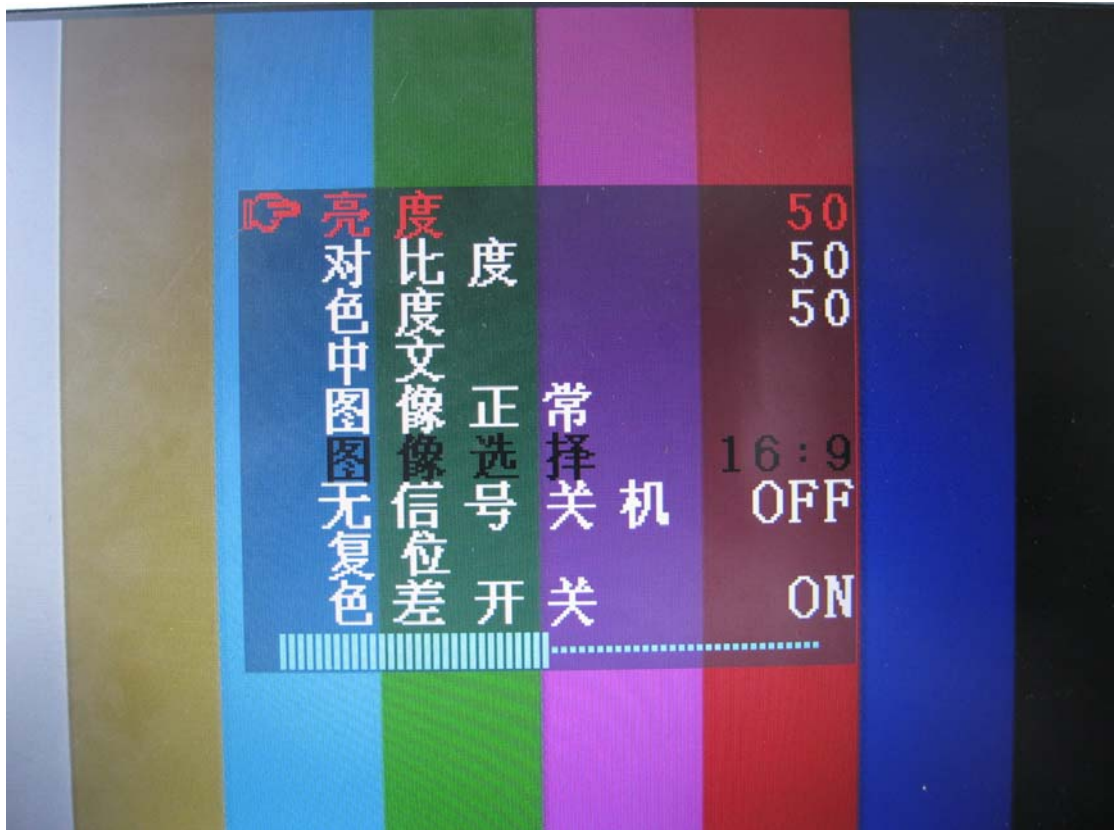 亮度 50
对比度 50
色度 50
中文
图像正常
图像选择 16:9
无信号关机 OFF
复位
色差开关 ON